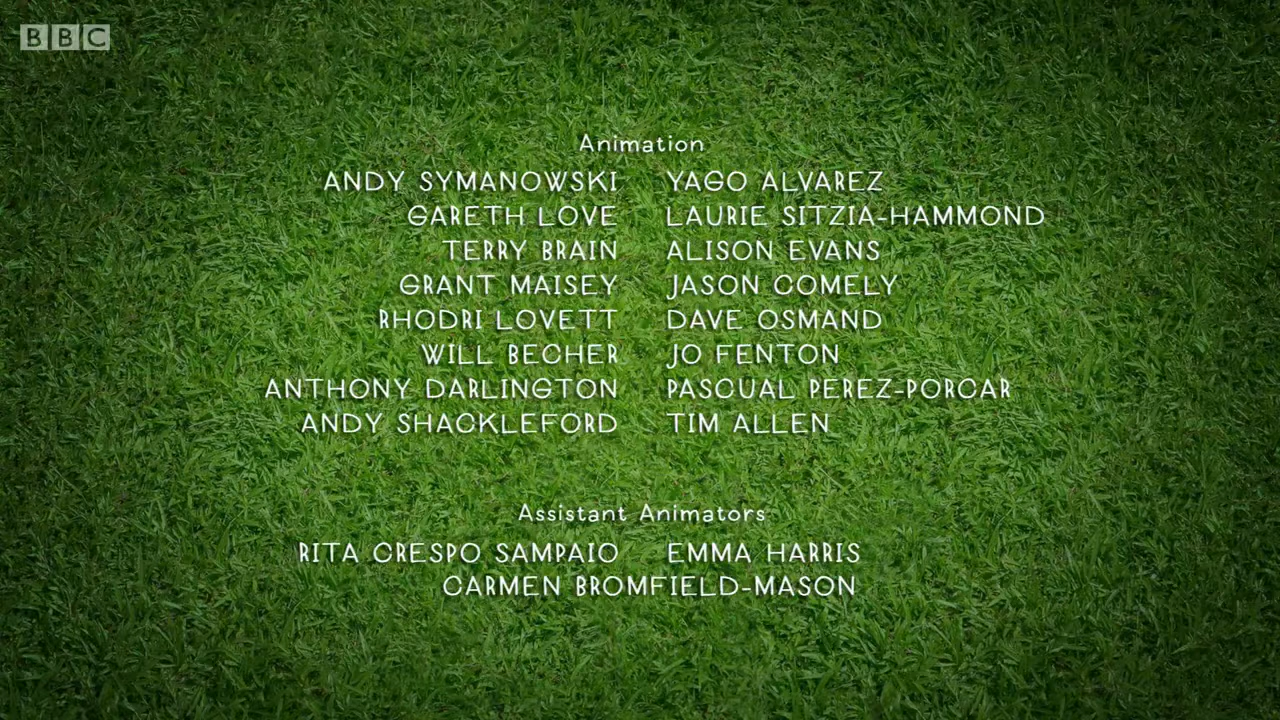 BBC
Animation
ANDY SYMANOWSKI YAGO ALVAREZ
GARETH LOVE LAURIE SITZIA-HAMMOND
TERRY BRAIN ALISON EVANS
GRANT MAISEY JASON COMELY
RHODRI LOVETT DAVE OSMAND
WILL BECHER JO FENTON
ANTHONY DARLINGTON PASCUAL PEREZ-PORCAR
ANDY SHACKLEFORD TIM ALLEN
Assistant Animators
RITA CRESPO SAMPAIO EMMA HARRIS
CARMEN BROMFIELD-MASON